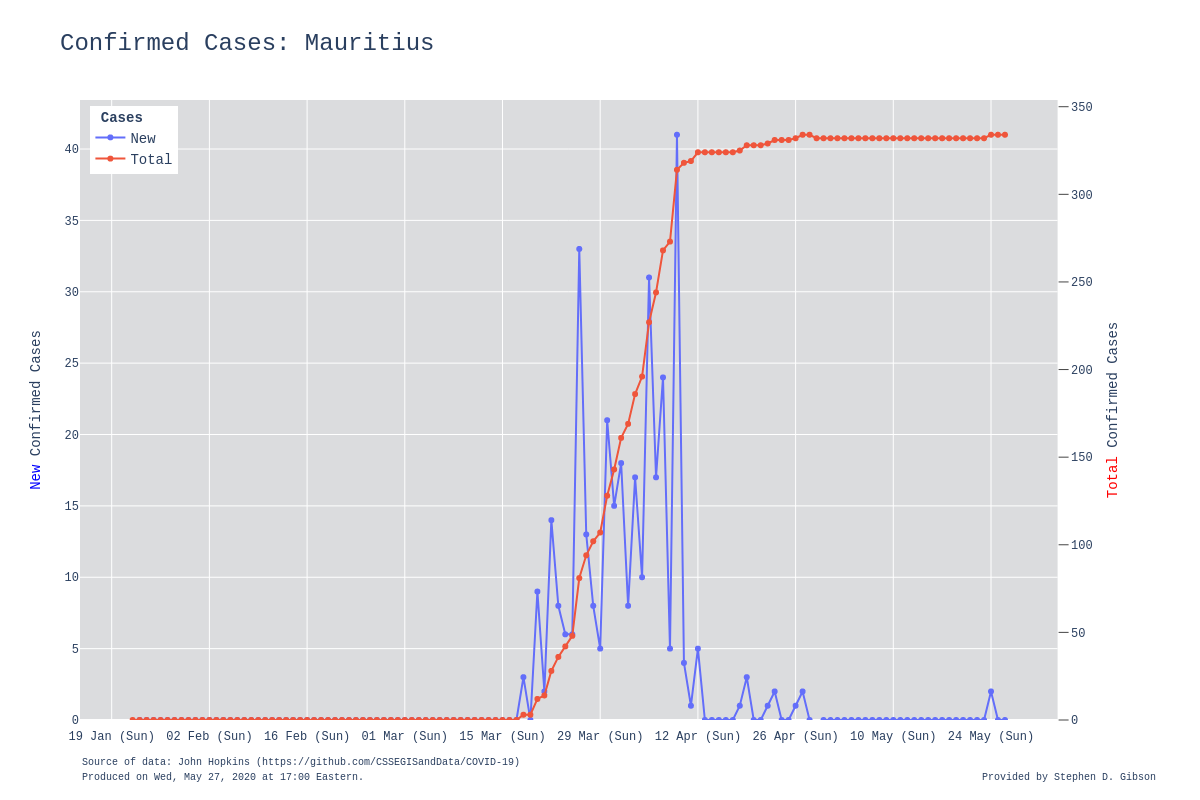 Confirmed Cases: Mauritius
Cases
New
Total
40
35
30
25
20
15
10
5
0
350
300
250
200
150
100
50
0
New Confirmed Cases
Total Confirmed Cases
19 Jan (Sun) 02 Feb (Sun) 16 Feb (Sun) 01 Mar (Sun) 15 Mar (Sun) 29 Mar (Sun) 12 Apr (Sun) 26 Apr (Sun) 10 May (Sun) 24 May (Sun)
Source of data: John Hopkins (https://github.com/CSSEGISandData/COVID-19)
Produced on Wed, May 27, 2020 at 17:00 Eastern.
Provided by Stephen D. Gibson